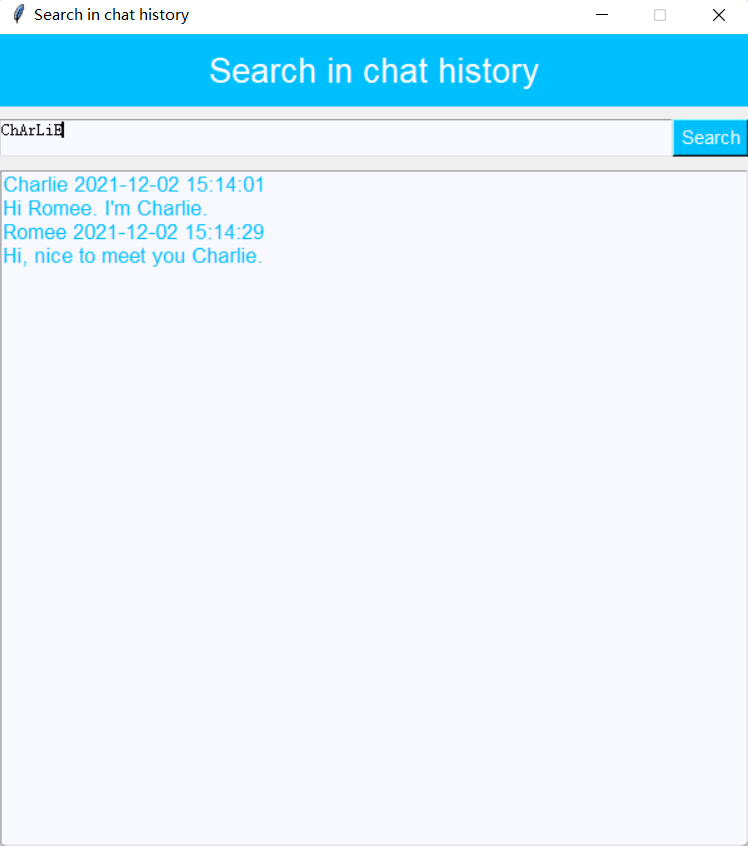 Search in chat history
Search in chat history
ChArLiE
Search
Charlie 2021-12-02 15:14:01
Hi Romee. I'm Charlie.
Romee 2021-12-02 15:14:29
Hi, nice to meet you Charlie.